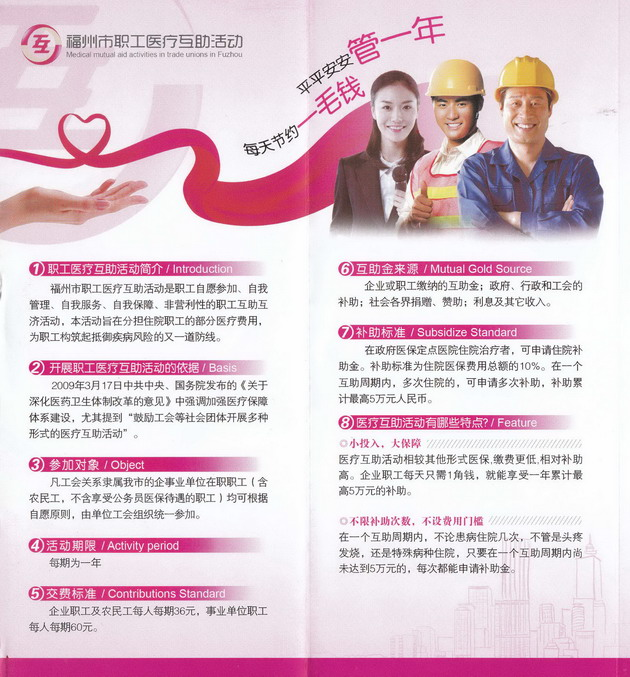 互
福州市职工医疗互助活动
Medical mutual aid activities in trade unions in Fuzhou
平平安安管一年
每天节约一毛钱
1 职工医疗互助活动简介 / Introduction
福州市职工医疗互助活动是职工自愿参加、自我
管理、自我服务、自我保障、非营利性的职工互助互
济活动，本活动旨在分担住院职工的部分医疗费用，
为职工构筑起抵御疾病风险的又一道防线。
2 开展职工医疗互助活动的依据 / Basis
2009年3月17日中共中央、国务院发布的《关于
深化医药卫生体制改革的意见》中强调加强医疗保障
体系建设，尤其提到“鼓励工会等社会团体开展多种
形式的医疗互助活动”。
3 参加对象 / Object
凡工会关系隶属我市的企事业单位在职职工（含
农民工，不含享受公务员医保待遇的职工）均可根据
自愿原则，由单位工会组织统一参加。
4 活动期限 / Activity period
每期为一年
5 交费标准 / Contributions Standard
企业职工及农民工每人每期36元，事业单位职工
每人每期60元。
6 互助金来源 / Mutual Gold Source
企业或职工缴纳的互助金；政府、行政和工会的
补助；社会各界捐赠、赞助；利息及其它收入。
7 补助标准 / Subsidize Standard
在政府医保定点医院住院治疗者，可申请住院补
助金。补助标准为住院医保费用总额的10%。在一个
互助周期内，多次住院的，可申请多次补助，补助累
计最高5万元人民币。
8 医疗互助活动有哪些特点? / Feature
◎小投入，大保障
医疗互助活动相较其他形式医保,缴费更低,相对补助
高。企业职工每天只需1角钱，就能享受一年累计最
高5万元的补助。
◎不限补助次数，不设费用门槛
在一个互助周期内，不论患病住院几次，不管是头疼
发烧，还是特殊病种住院，只要在一个互助周期内尚
未达到5万元的，每次都能申请补助金。